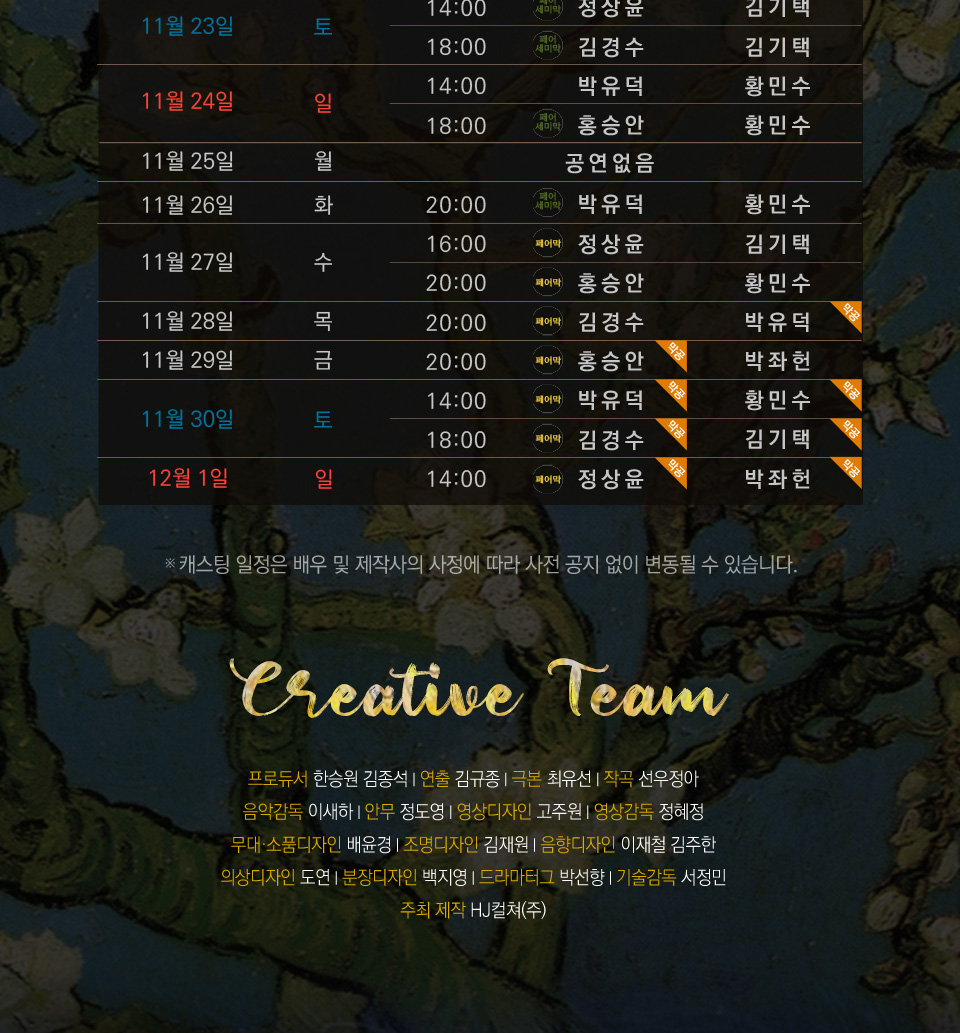 14:00 페어 세미막 정상윤 김기택
11월 23일 토
18:00 페어 세미막 김경수 김기택
14:00 박유덕 황민수
11월 24일 일
18:00 페어 세미막 홍승안 황민수
11월 25일 월 공연없음
11월 26일 화 20:00 페어 세미막 박유덕 황민수
16:00 페어막 정상윤 김기택
11월 27일 수
20:00 페어막 홍승안 황민수
11월 28일 목 20:00 페어막 김경수 박유덕 막공
11월 29일 금 20:00 페어막 홍승안 막공 박좌헌
14:00 페어막 박유덕 막공 황민수 막공
11월 30일 토
18:00 페어막 김경수 막공 김기택 막공
12월 1일 일 14:00 페어막 정상윤 막공 박좌헌 막공
※ 캐스팅 일정은 배우 및 제작사의 사정에 따라 사전 공지 없이 변동될 수 있습니다.
Creative Team
프로듀서 한승원 김종석 | 연출 김규종 | 극본 최유선 | 작곡 선우정아
음악감독 이새하 | 안무 정도영 | 영상디자인 고주원 | 영상감독 정혜정
무대·소품디자인 배윤경 | 조명디자인 김재원 | 음향디자인 이재철 김주한
의상디자인 도연 | 분장디자인 백지영 | 드라마터그 박선향 | 기술감독 서정민
주최 제작 HJ컬쳐(주)